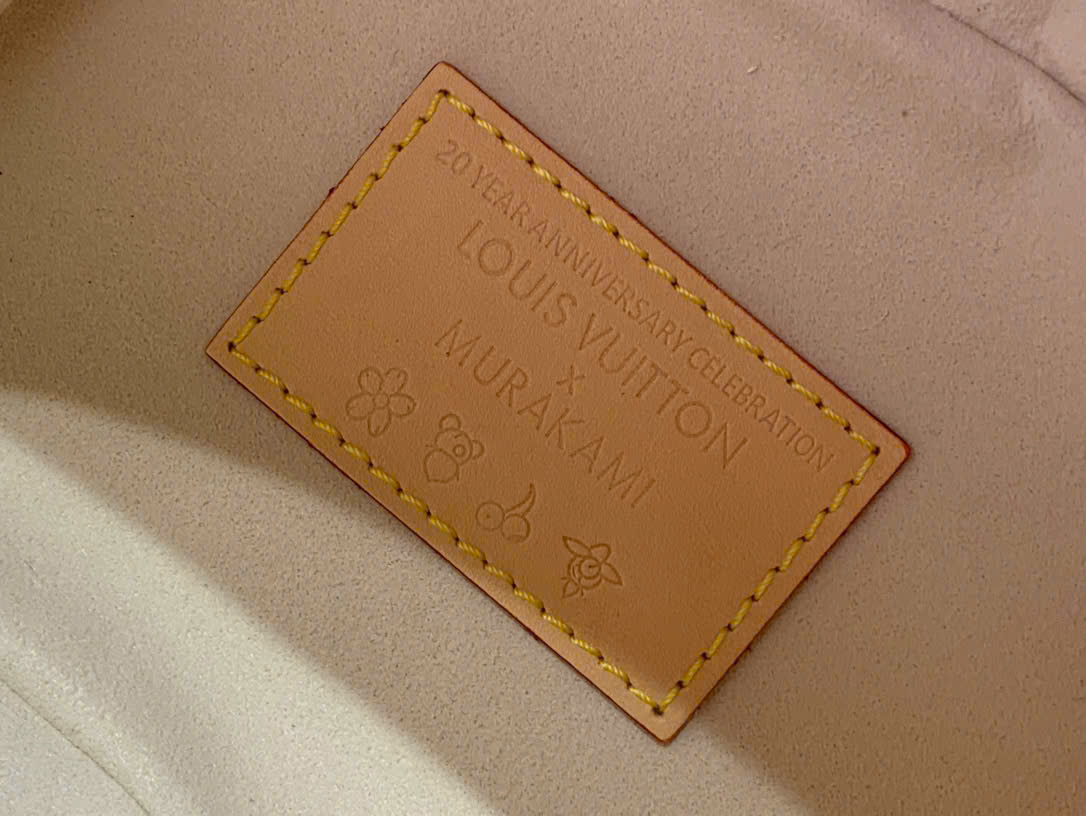 20 YEAR ANNIVERSARY CELEBRATION
LOUIS VUITTON
X
MURAKAMI